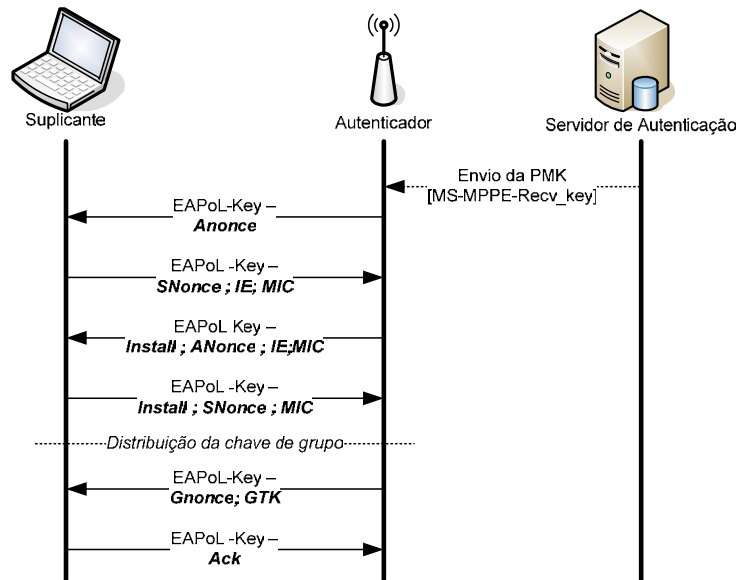 Suplicante
Autenticador
Servidor de Autenticação
Envio da PMK
[MS-MPPE-Recv_key]
EAPoL-Key –
Anonce
EAPoL -Key –
SNonce ; IE; MIC
EAPoL Key –
Install ; ANonce ; IE;MIC
EAPoL -Key –
Install ; SNonce ; MIC
Distribuição da chave de grupo
EAPoL-Key –
Gnonce; GTK
EAPoL -Key –
Ack